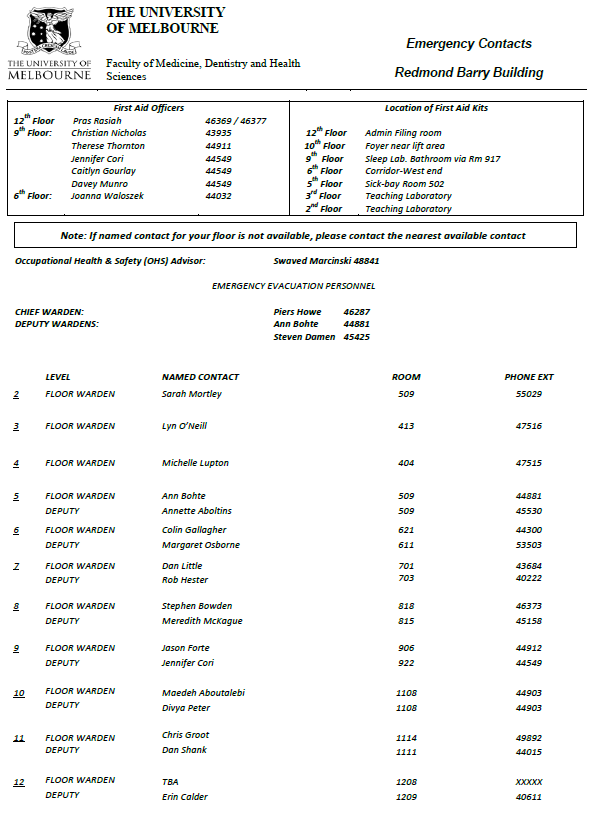 THE UNIVERSITY OF
MELBOURNE
THE UNIVERSITY
OF MELBOURNE
Faculty of Medicine, Dentistry and Health
Sciences
Emergency Contacts
Redmond Barry Building
First Aid Officers
12th Floor Pras Rasiah 46369 / 46377
9th Floor: Christian Nicholas 43935
Therese Thornton 44911
Jennifer Cori 44549
Caitlyn Gourlay 44549
Davey Munro 44549
6th Floor: Joanna Waloszek 44032
Location of First Aid Kits
12th Floor Admin Filing room
10th Floor Foyer near lift area
9th Floor Sleep Lab. Bathroom via Rm 917
6th Floor Corridor-West end
5th Floor Sick-bay Room 502
3rd Floor Teaching Laboratory
2nd Floor Teaching Laboratory
Note: If named contact for your floor is not available, please contact the nearest available contact
Occupational Health & Safety (OHS) Advisor: Swaved Marcinski 48841
EMERGENCY EVACUATION PERSONNEL
CHIEF WARDEN: Piers Howe 46287
DEPUTY WARDENS: Ann Bohte 44881
Steven Damen 45425
LEVEL NAMED CONTACT ROOM PHONE EXT
2 FLOOR WARDEN Sarah Mortley 509 55029
3 FLOOR WARDEN Lyn O’Neill 413 47516
4 FLOOR WARDEN Michelle Lupton 404 47515
5 FLOOR WARDEN Ann Bohte 509 44881
DEPUTY Annette Aboltins 509 45530
6 FLOOR WARDEN Colin Gallagher 621 44300
DEPUTY Margaret Osborne 611 53503
7 FLOOR WARDEN Dan Little 701 43684
DEPUTY Rob Hester 703 40222
8 FLOOR WARDEN Stephen Bowden 818 46373
DEPUTY Meredith McKague 815 45158
9 FLOOR WARDEN Jason Forte 906 44912
DEPUTY Jennifer Cori 922 44549
10 FLOOR WARDEN Maedeh Aboutalebi 1108 44903
DEPUTY Divya Peter 1108 44903
11 FLOOR WARDEN Chris Groot 1114 49892
DEPUTY Dan Shank 1111 44015
12 FLOOR WARDEN TBA 1208 XXXXX
DEPUTY Erin Calder 1209 40611